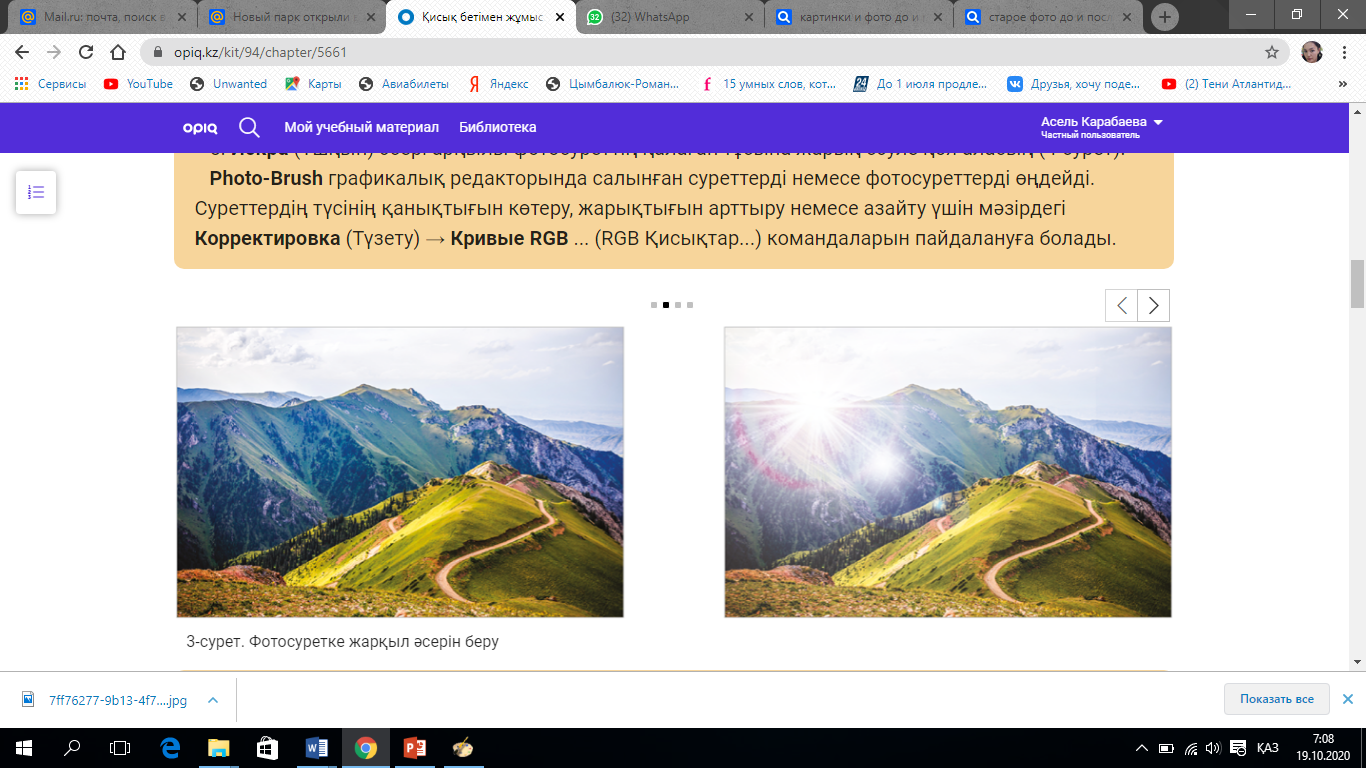 Mail.ru: почта, поиск в
Новый парк открыли
Қисық бетімен жұмыс
(32) WhatsApp
картинки и фото до и
старое фото до и посл
opiq.kz/kit/94/chapter/5661
Сервисы
YouTube
Unwanted
Карты
Авиабилеты
Яндекс
Цымбалюк-Роман...
15 умных слов, кот...
До 1 июля продле...
Друзья, хочу поде...
(2) Тени Атлантид...
opiq
Мой учебный материал
Библиотека
Асель Карабаева
Частный пользователь
Photo-Brush графикалық редакторында салынған суреттерді немесе фотосуреттерді өңдейді.
Суреттердің түсінің қанықтығын көтеру, жарықтығын арттыру немесе азайту үшін мәзірдегі
Корректировка (Түзету) → Кривые RGB ... (RGB Қисықтар...) командаларын пайдалануға болады.
3-сурет. Фотосуретке жарқыл әсерін беру
7ff76277-9b13-4f7....jpg
Показать все
ҚАЗ
7:08
19.10.2020